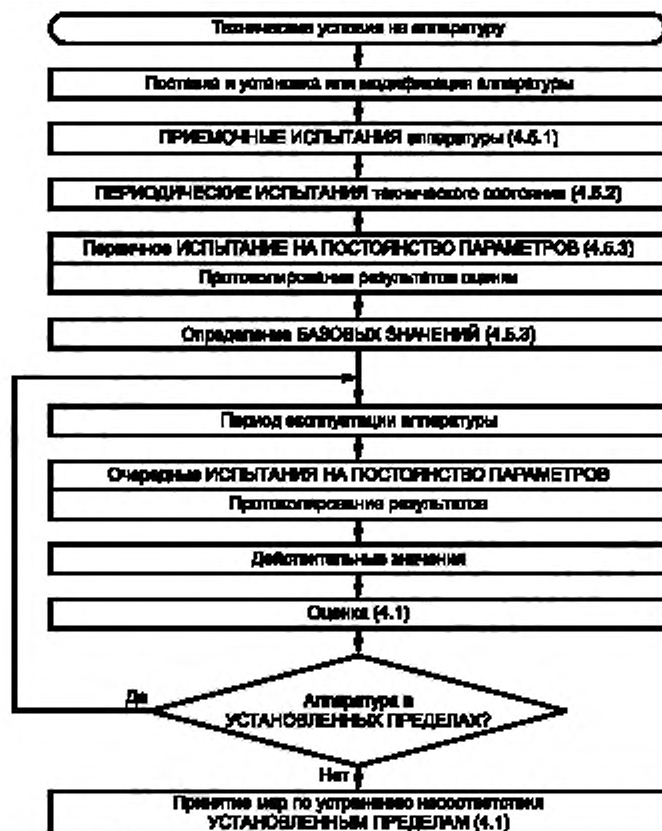 Технические условия на аппаратуру
Поставка и установка или модификация аппаратуры
ПРИЕМОЧНЫЕ ИСПЫТАНИЯ аппаратуры (4.5.1)
ПЕРИОДИЧЕСКИЕ ИСПЫТАНИЯ технического состояния (4.5.2)
Первичное ИСПЫТАНИЕ НА ПОСТОЯНСТВО ПАРАМЕТРОВ (4.5.3)
Протоколирование результатов оценки
Определение БАЗОВЫХ ЗНАЧЕНИЙ (4.5.3)
Период эксплуатации аппаратуры
Очередные ИСПЫТАНИЯ НА ПОСТОЯНСТВО ПАРАМЕТРОВ
Протоколирование результатов
Действительные значения
Оценка (4.1)
Да
Аппаратура в
УСТАНОВЛЕННЫХ ПРЕДЕЛАХ?
Нет
Принятие мер по устранению несоответствия
УСТАНОВЛЕННЫМ ПРЕДЕЛАМ (4.1)